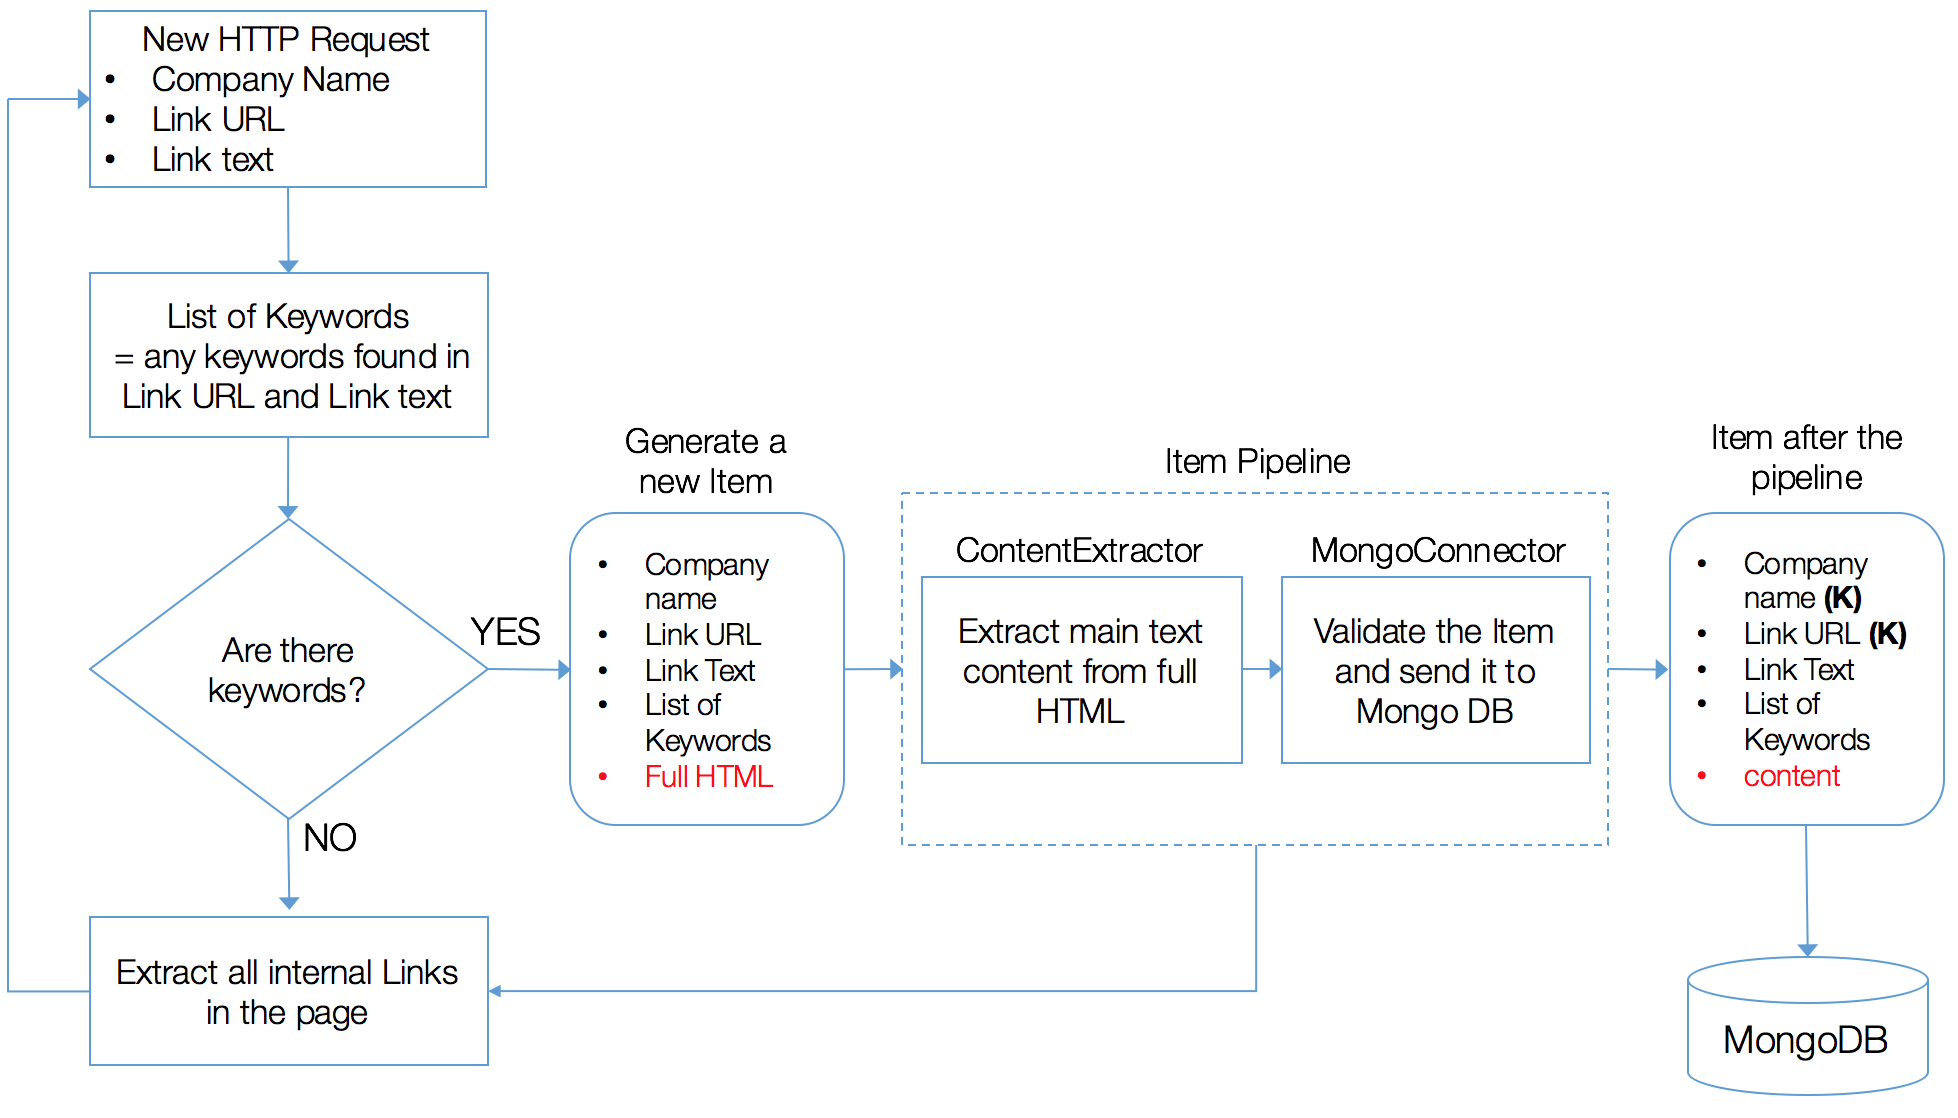 New HTTP Request
• Company Name
• Link URL
• Link text
List of Keywords
= any keywords found in
Link URL and Link text
Are there
keywords?
YES
NO
Extract all internal Links
in the page
Generate a
new Item
• Company
name
• Link URL
• Link Text
• List of
Keywords
• Full HTML
Item Pipeline
ContentExtractor
Extract main text
content from full
HTML
MongoConnector
Validate the Item
and send it to
Mongo DB
Item after the
pipeline
• Company
name (K)
• Link URL (K)
• Link Text
• List of
Keywords
• content
MongoDB